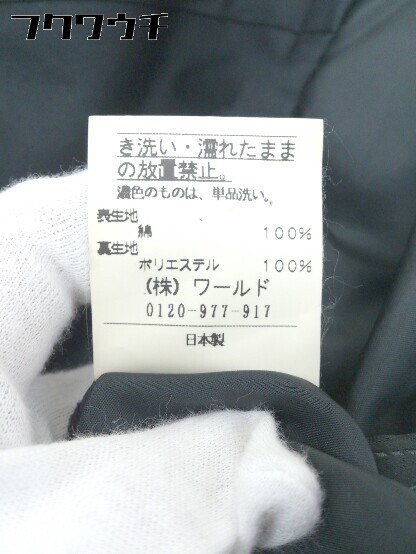 フクワウチ
き洗い・濡れたまま
の放置禁止。
濃色のものは、単品洗い。
表生地
綿 100%
裏生地
ポリエステル 100%
(株) ワールド
0120-977-917
日本製